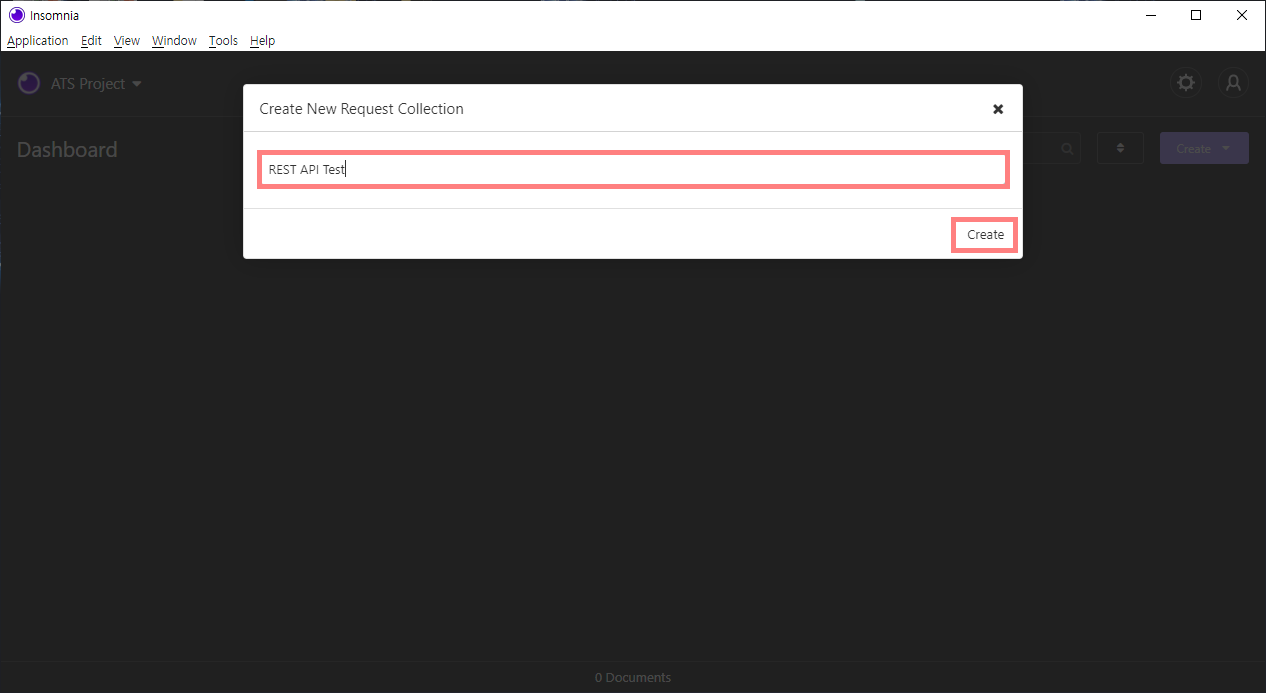 Insomnia
Application Edit View Window Tools Help
ATS Project
Create New Request Collection
Dashboard
REST API Test
Create
Create
0 Documents